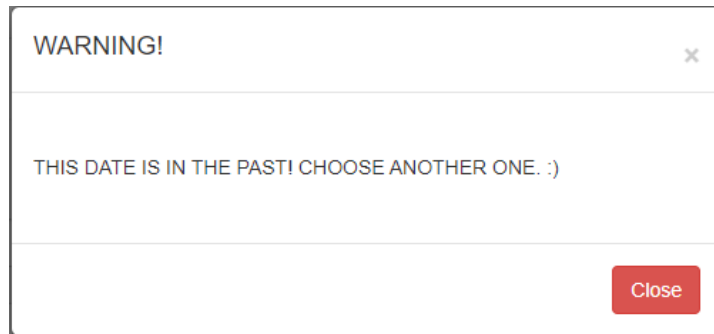 WARNING!
×
THIS DATE IS IN THE PAST! CHOOSE ANOTHER ONE. :)
Close